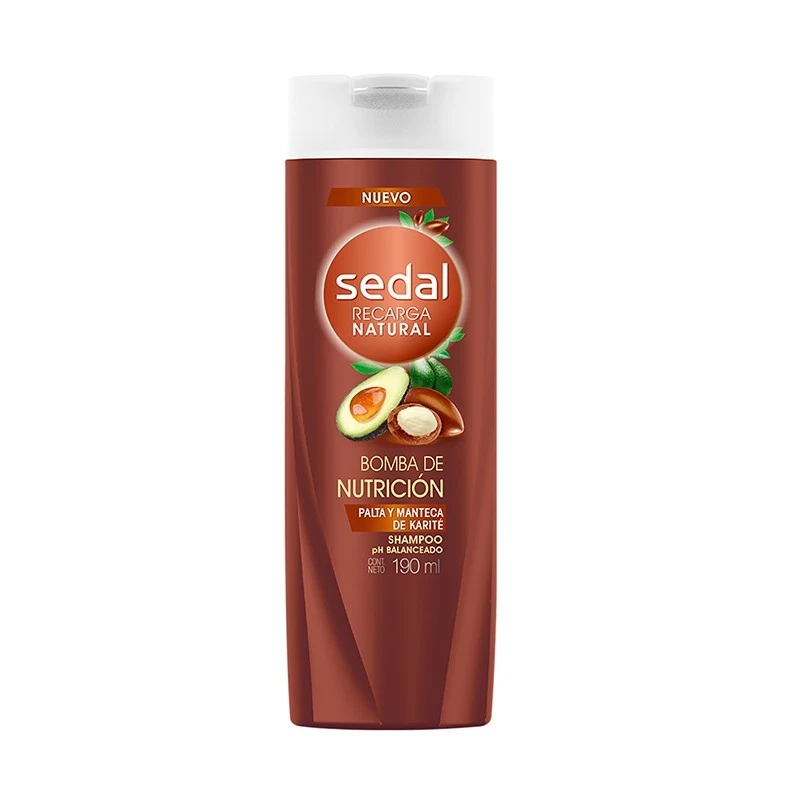 NUEVO
sedal
RECARGA
NATURAL
BOMBA DE
NUTRICIÓN
PALTA Y MANTECA
DE KARITÉ
SHAMPOO
pH BALANCEADO
CONT. NETO 190 ml